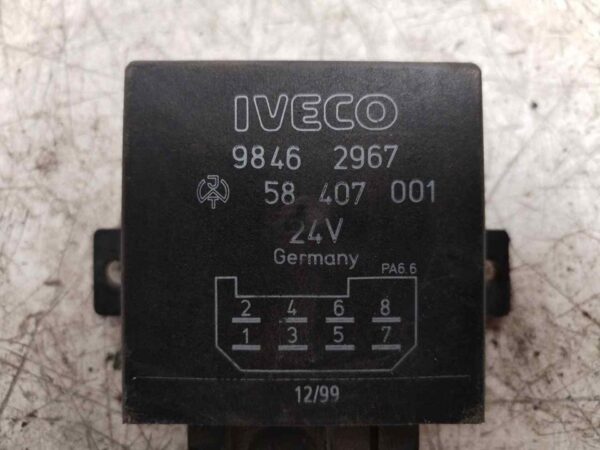 IVECO
9846 2967
58 407 001
24V
Germany
PA6.6
2 4 6 8
1 3 5 7
12/99